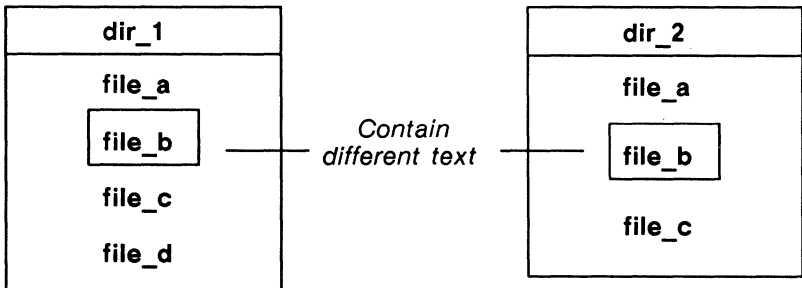 dir_1
file_a
file_b
file_c
file_d
Contain
different text
dir_2
file_a
file_b
file_c